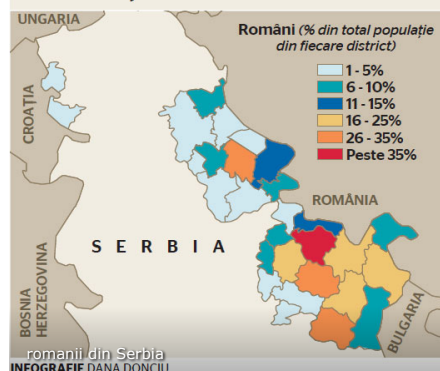 UNGARIA
Români (% din total populație
din fiecare district)
1 - 5%
6 - 10%
11 - 15%
16 - 25%
26 - 35%
Peste 35%
CROAȚIA
ROMÂNIA
SERBIA
BOSNIA
HERZEGOVINA
BULGARIA
romanii din Serbia
INFOGRAFIE DANA DONCIU